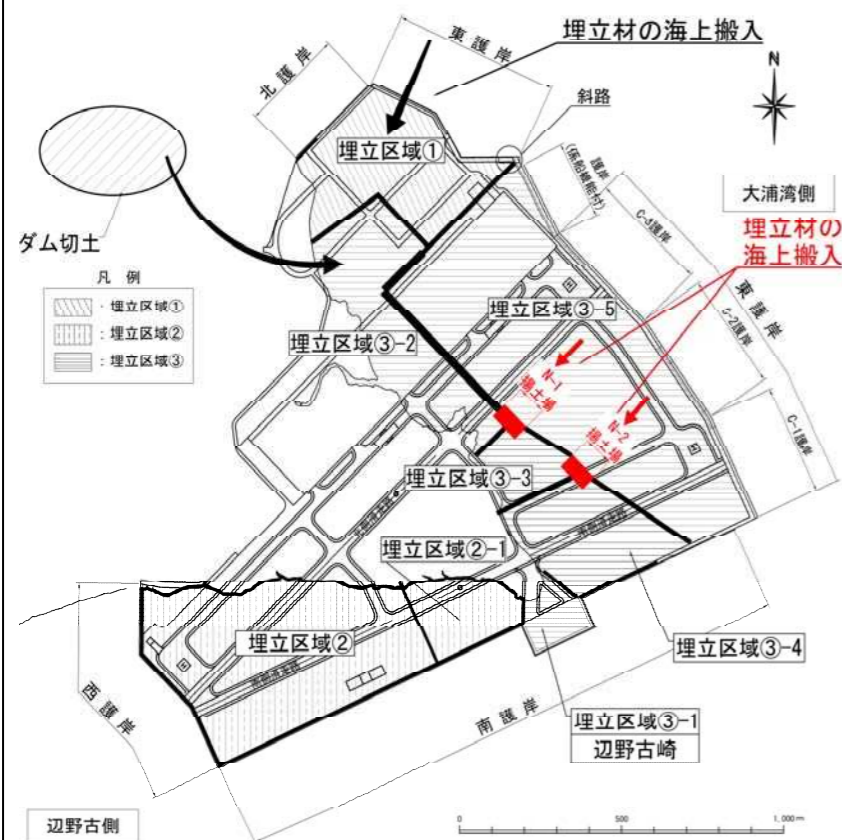 埋立材の海上搬入
東護岸
北護岸
N
斜路
埋立区域①
護岸
(係船機能付)
大浦湾側
ダム切土
C-3護岸
埋立材の
海上搬入
凡 例
: 埋立区域①
: 埋立区域②
: 埋立区域③
東護岸
埋立区域③-5
C-2護岸
埋立区域③-2
N-1
揚土場
N-2
揚土場
C-1護岸
埋立区域③-3
埋立区域②-1
埋立区域②
埋立区域③-4
西護岸
南護岸
埋立区域③-1
辺野古崎
辺野古側
0 500 1,000m